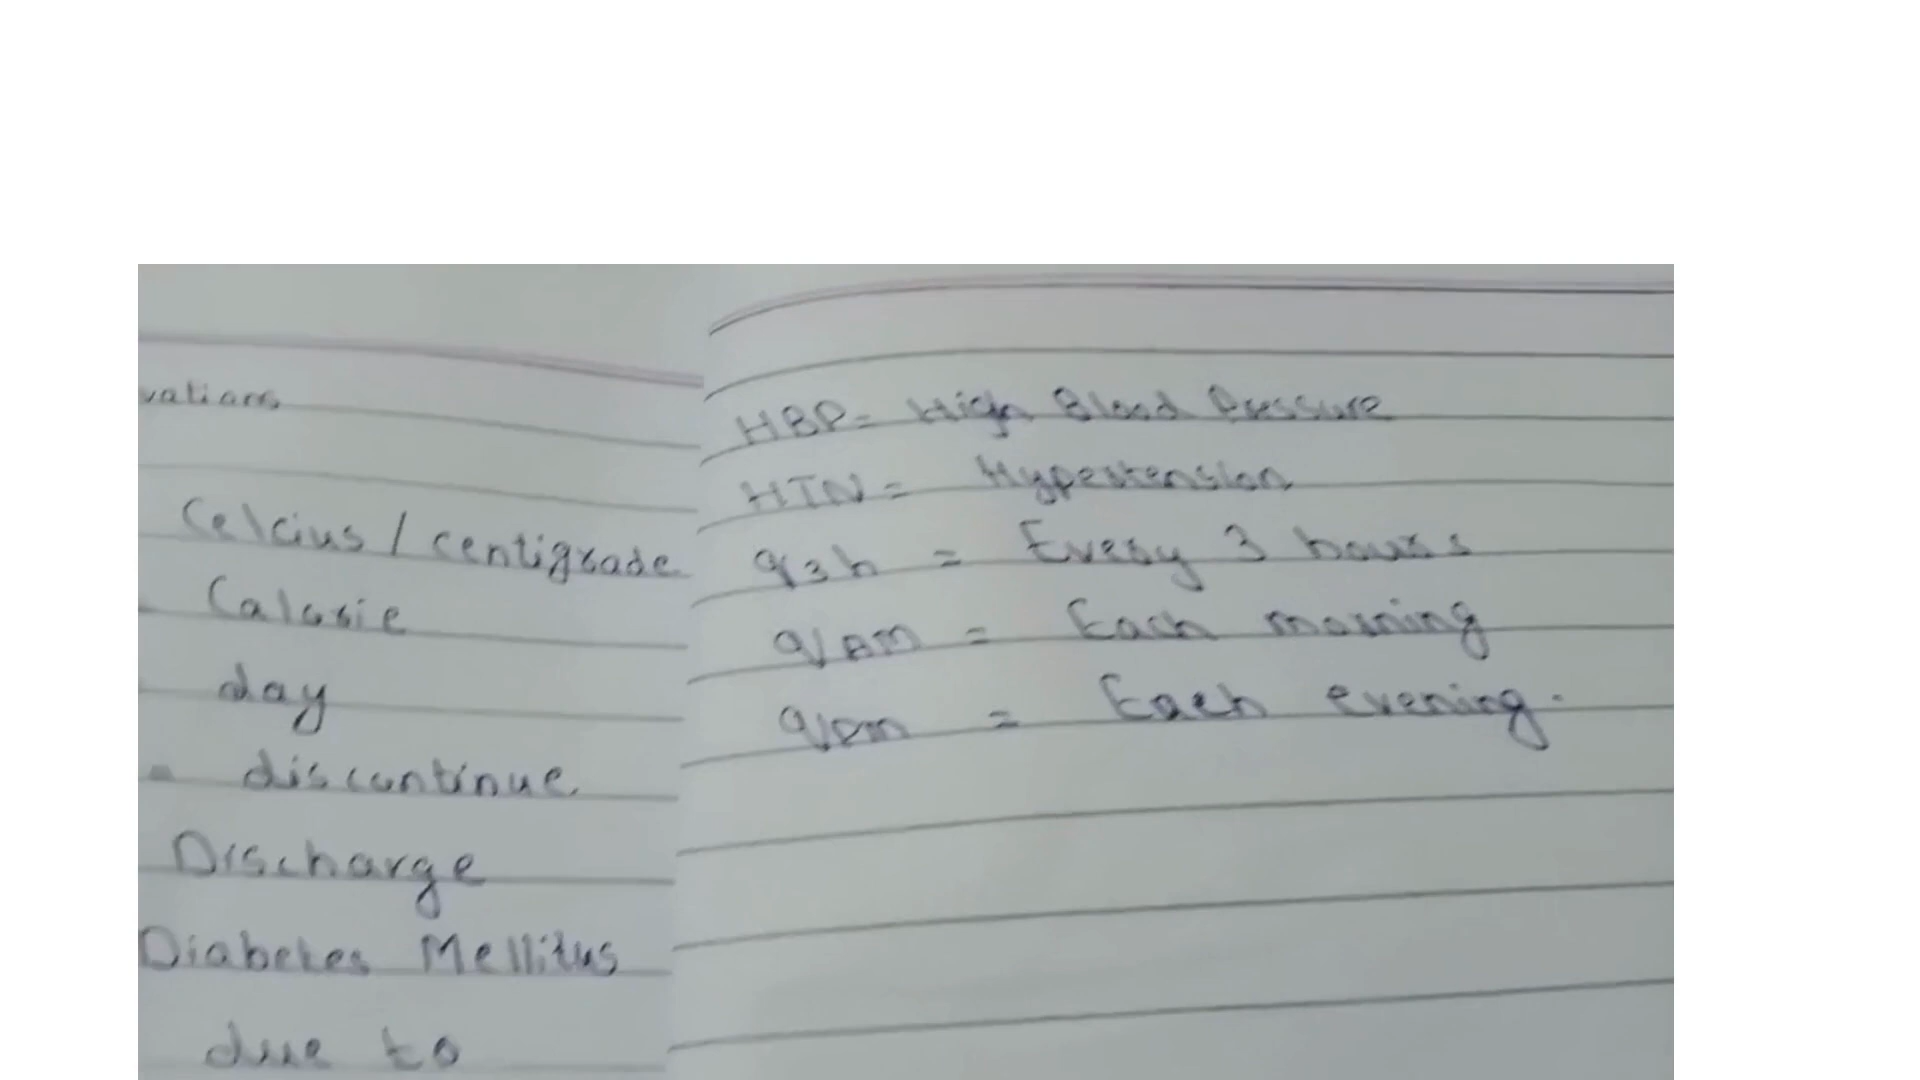 Celcius / centigrade
Calorie
day
= discontinue.
Discharge
Diabetes Mellitus
due to
HBP = High Blood Pressure
HTN = Hypertension
q3h = Every 3 hours
qAM = Each morning
qpm = Each evening.